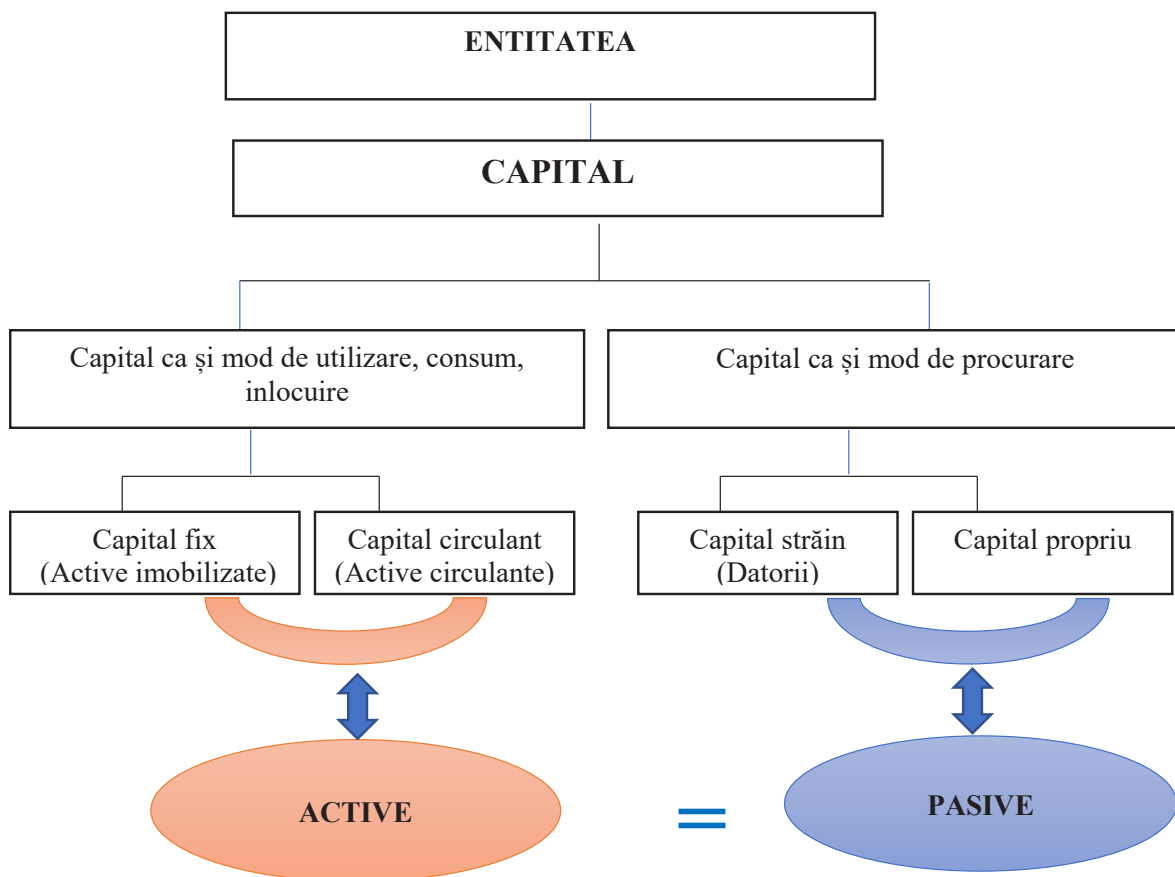 ENTITATEA
CAPITAL
Capital ca și mod de utilizare, consum,
inlocuire
Capital ca și mod de procurare
Capital fix
(Active imobilizate)
Capital circulant
(Active circulante)
Capital străin
(Datorii)
Capital propriu
ACTIVE
=
PASIVE